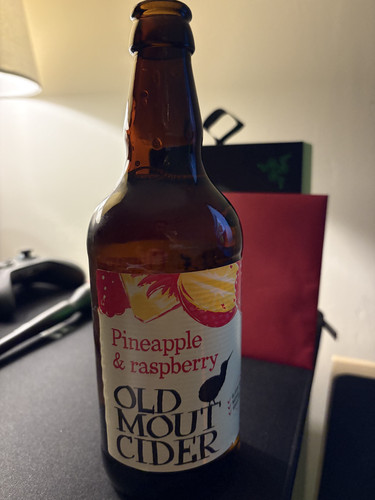 Pineapple
& raspberry
OLD
MOUT
CIDER